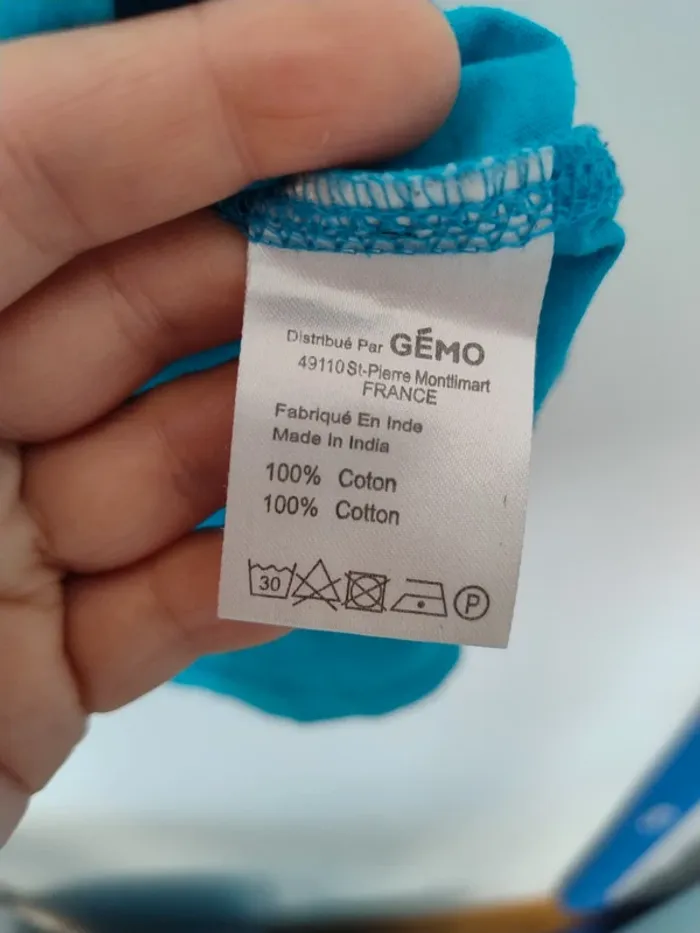 Distribué Par GÉMO
49110 St-Pierre Montlimart
FRANCE
Fabriqué En Inde
Made In India
100% Coton
100% Cotton
30 P